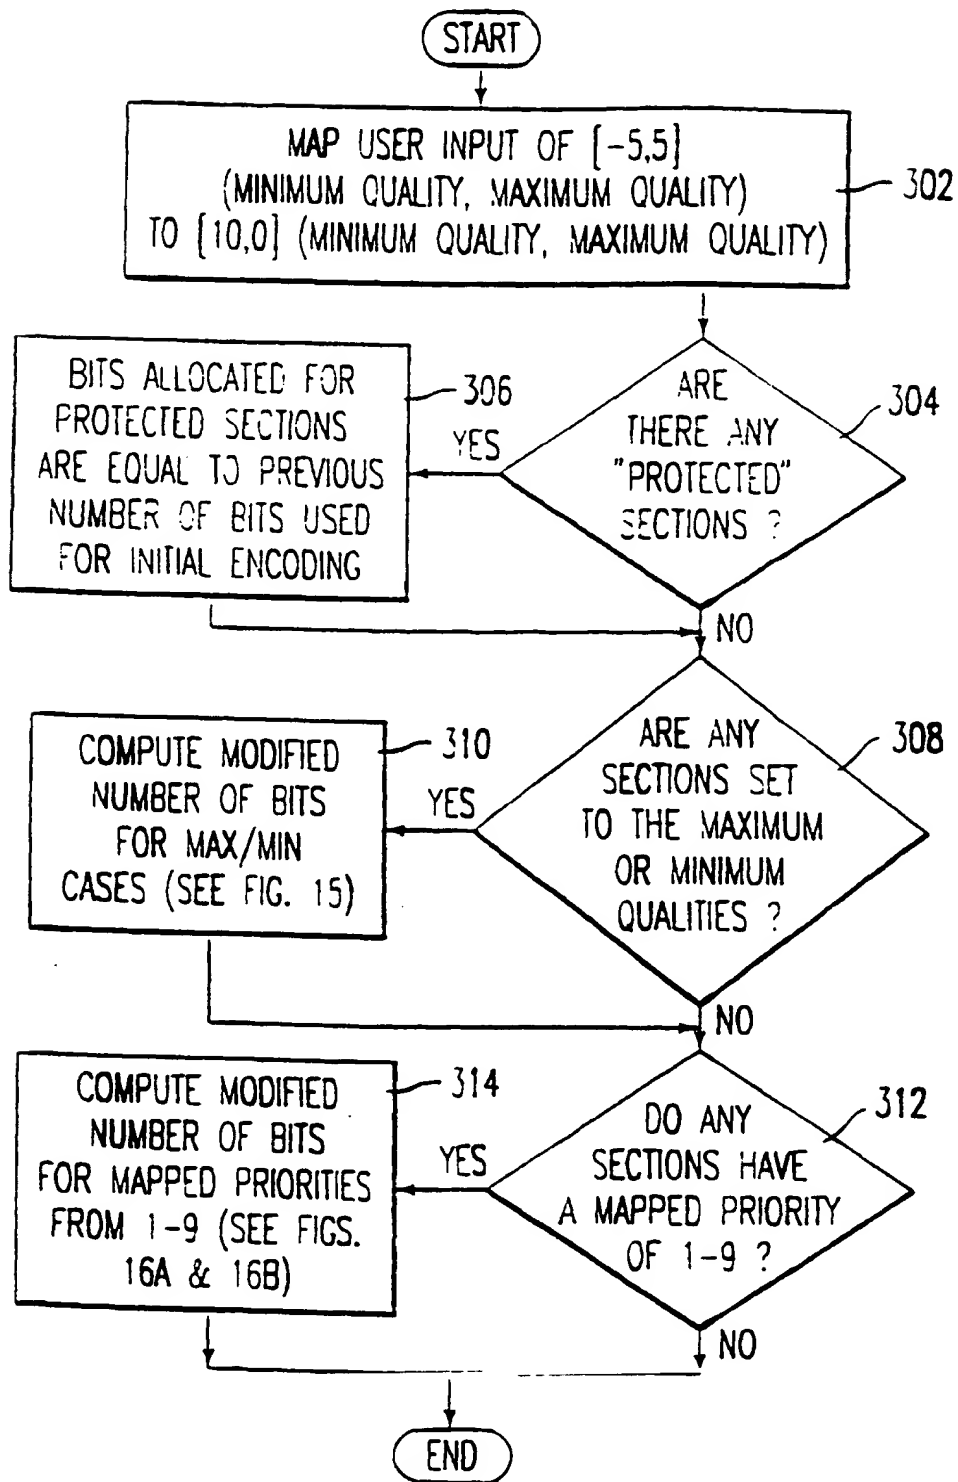 START
MAP USER INPUT OF [-5,5]
(MINIMUM QUALITY, MAXIMUM QUALITY)
TO [10,0] (MINIMUM QUALITY, MAXIMUM QUALITY)
302
ARE
THERE ANY
"PROTECTED"
SECTIONS ?
304
YES
NO
BITS ALLOCATED FOR
PROTECTED SECTIONS
ARE EQUAL TO PREVIOUS
NUMBER OF BITS USED
FOR INITIAL ENCODING
306
ARE ANY
SECTIONS SET
TO THE MAXIMUM
OR MINIMUM
QUALITIES ?
308
YES
NO
COMPUTE MODIFIED
NUMBER OF BITS
FOR MAX/MIN
CASES (SEE FIG. 15)
310
DO ANY
SECTIONS HAVE
A MAPPED PRIORITY
OF 1-9 ?
312
YES
NO
COMPUTE MODIFIED
NUMBER OF BITS
FOR MAPPED PRIORITIES
FROM 1-9 (SEE FIGS.
16A & 16B)
314
END